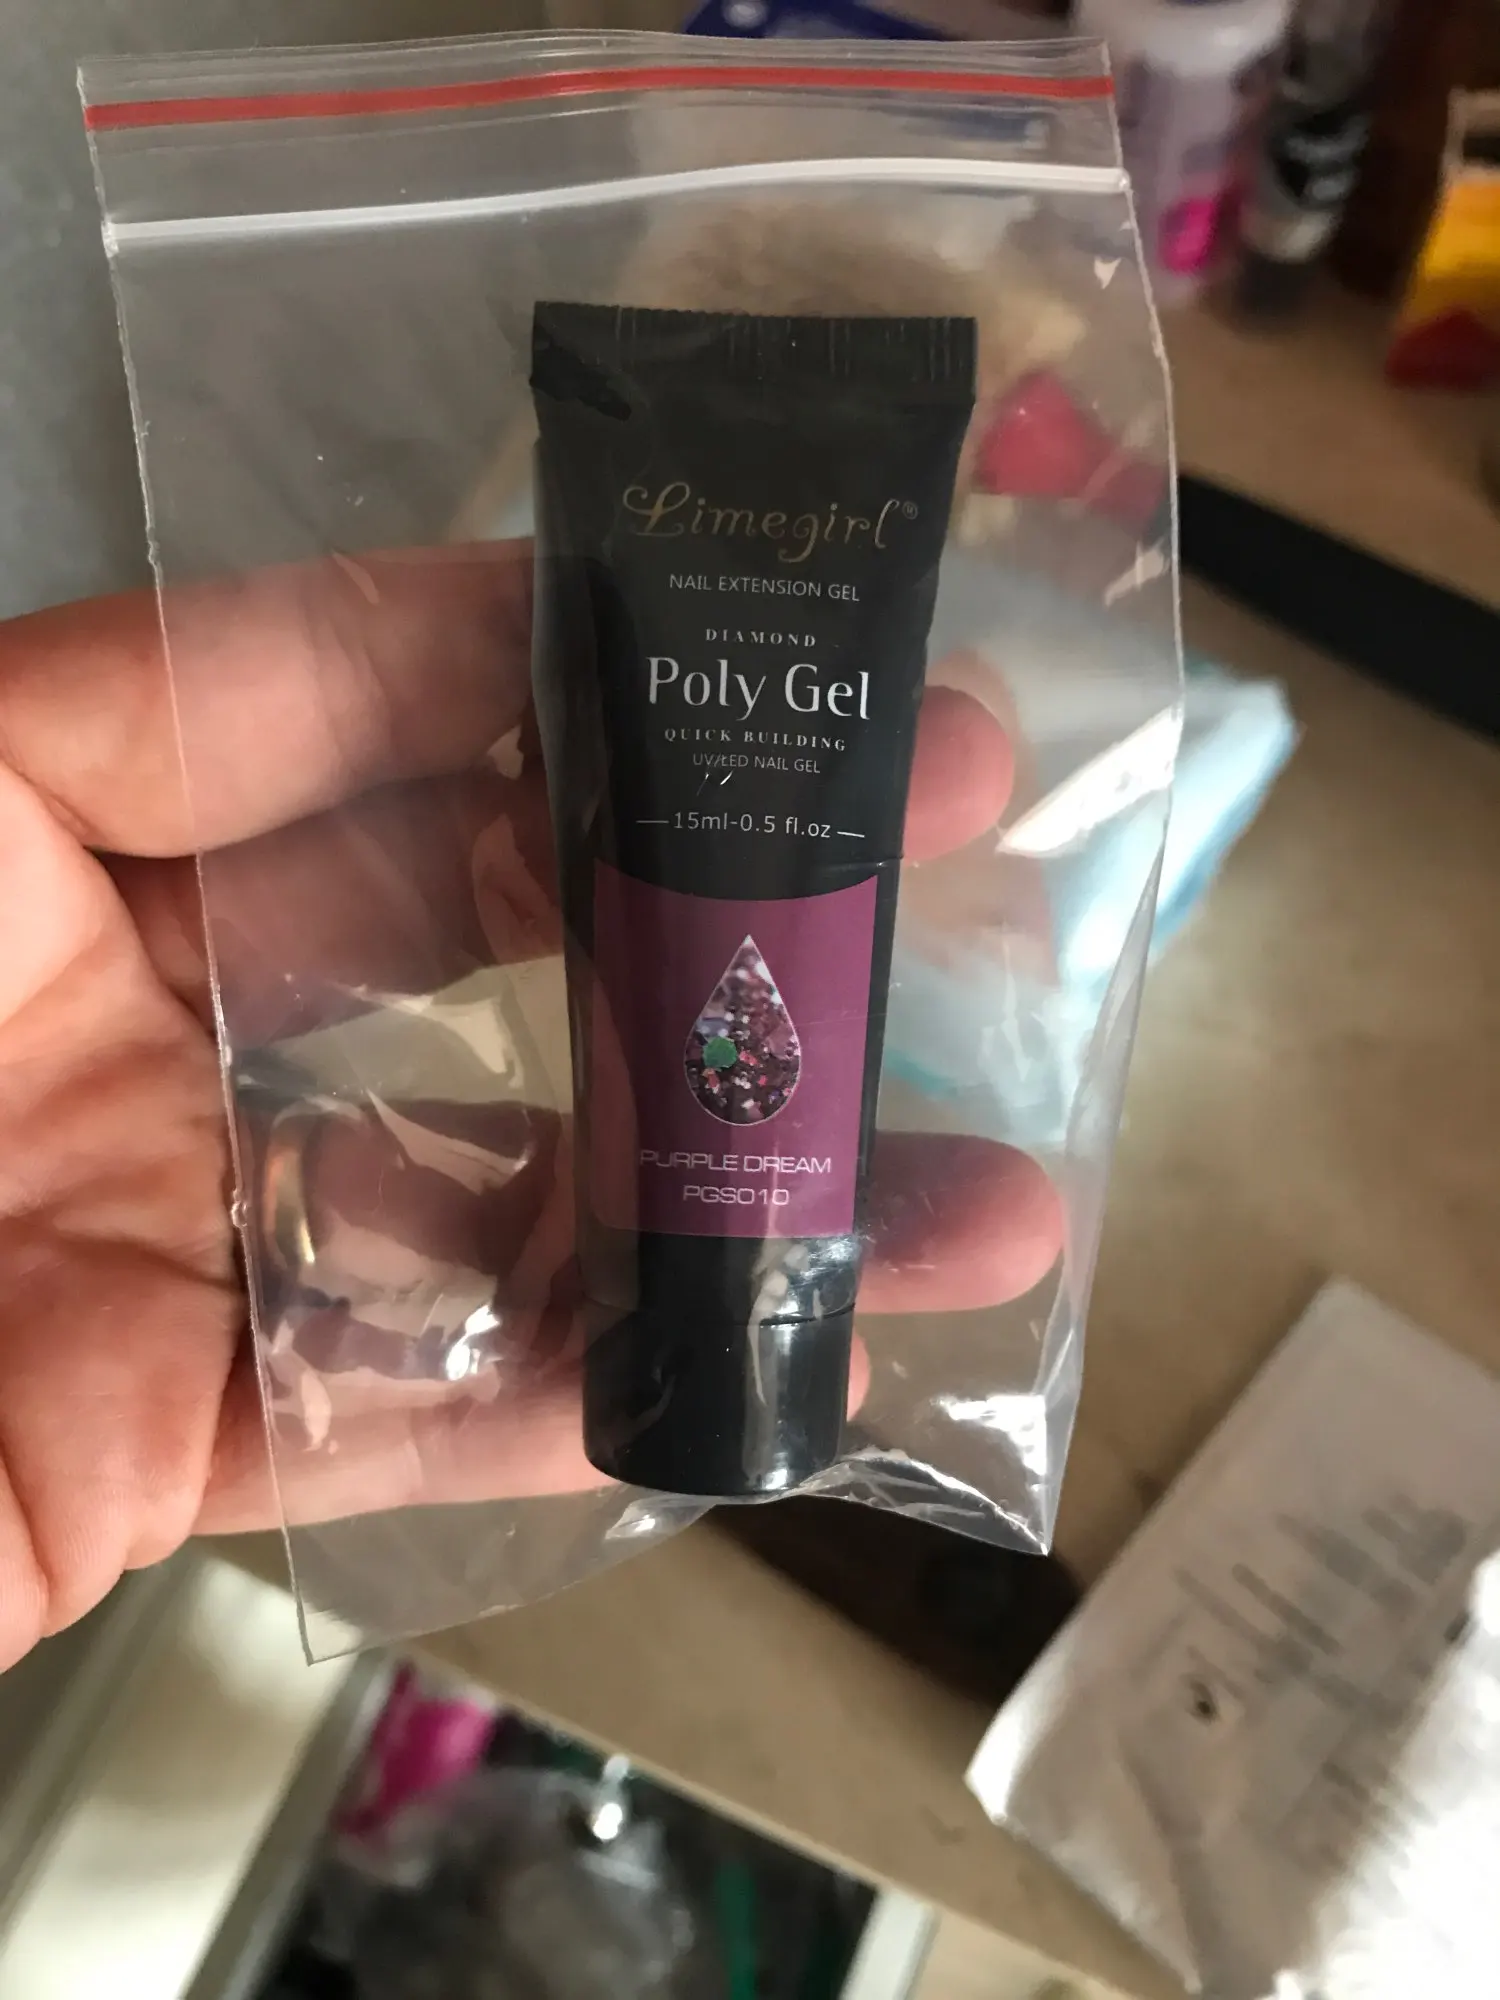 Limegirl®
NAIL EXTENSION GEL
DIAMOND
Poly Gel
QUICK BUILDING
UV/LED NAIL GEL
15ml-0.5 fl.oz
PURPLE DREAM
PGS010